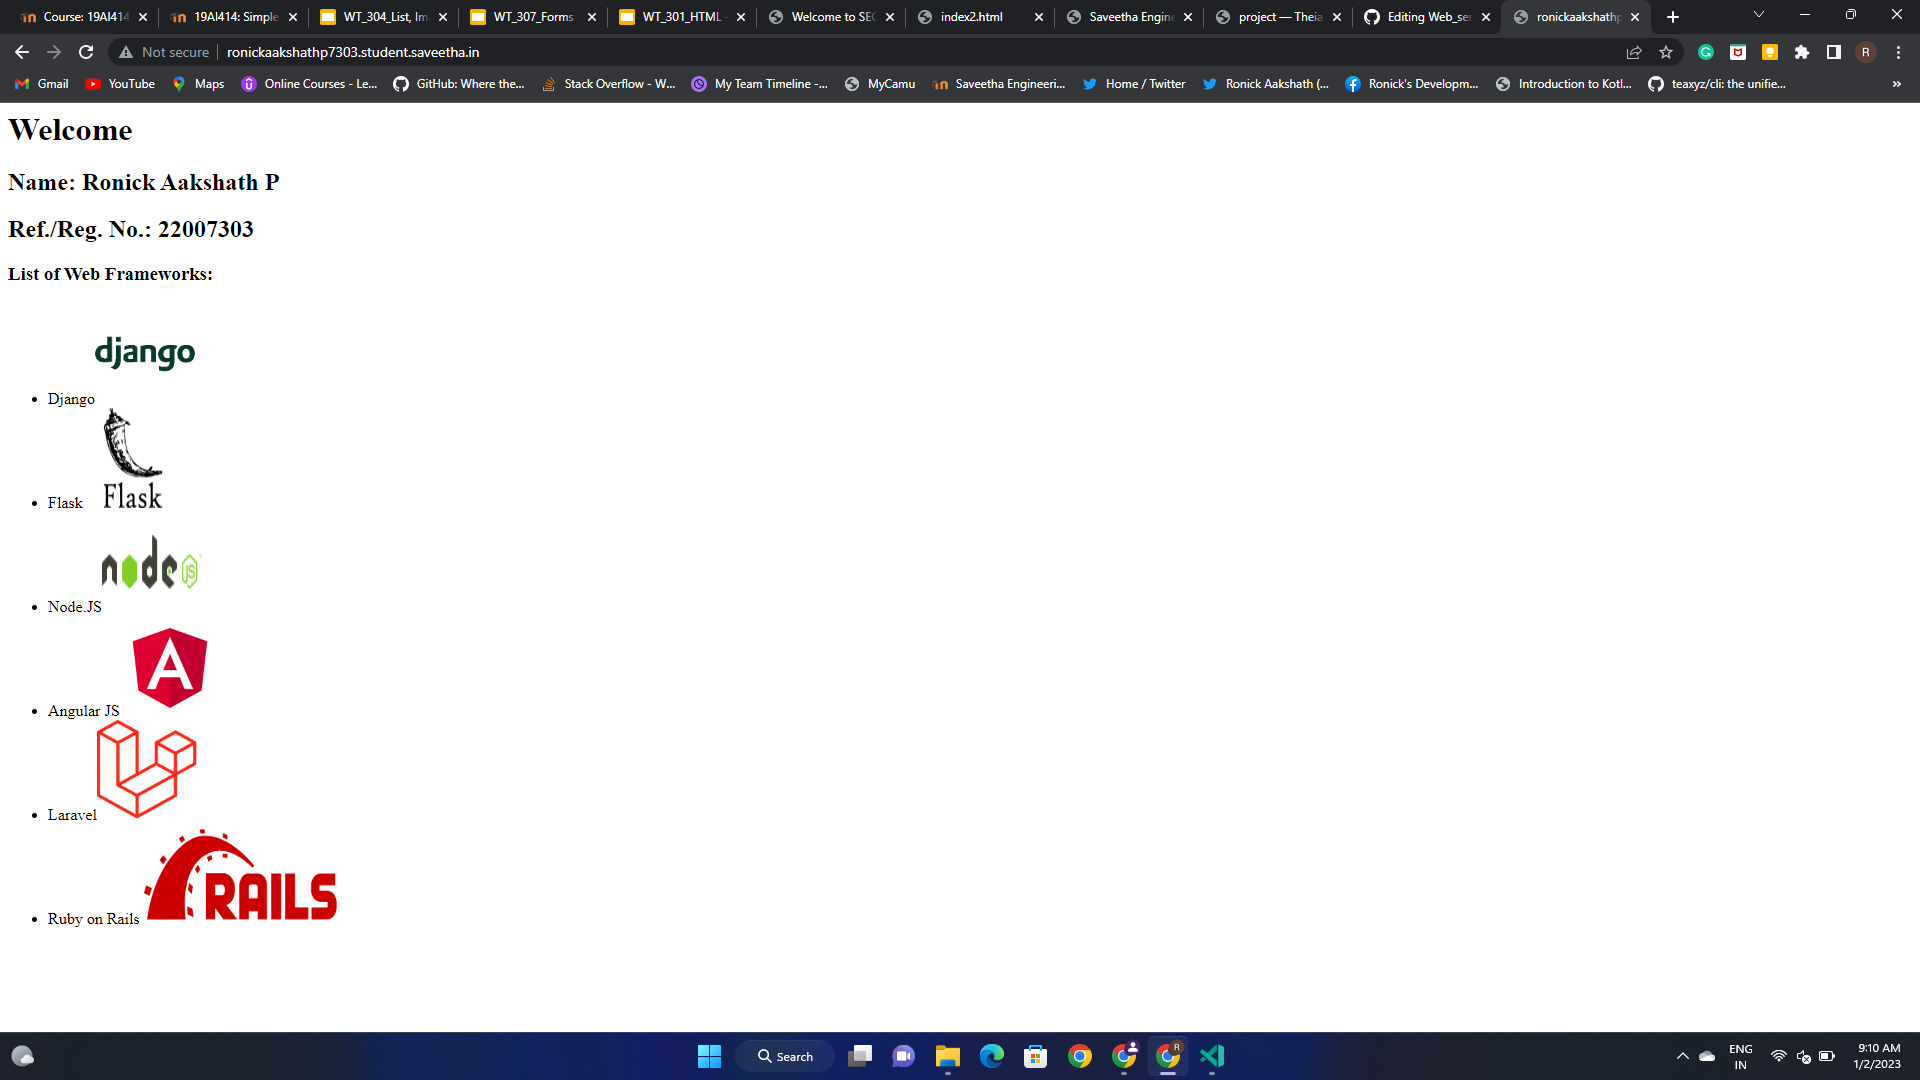 Course: 19AI414
19AI414: Simple
WT_304_List, Im
WT_307_Forms
WT_301_HTML -
Welcome to SEC
index2.html
Saveetha Engine
project — Theia
Editing Web_ser
ronickaakshathp
Not secure
ronickaakshathp7303.student.saveetha.in
R
Gmail
YouTube
Maps
Online Courses - Le...
GitHub: Where the...
Stack Overflow - W...
My Team Timeline -...
MyCamu
Saveetha Engineeri...
Home / Twitter
Ronick Aakshath (...
Ronick's Developm...
Introduction to Kotl...
teaxyz/cli: the unifie...
»
Welcome
Name: Ronick Aakshath P
Ref./Reg. No.: 22007303
List of Web Frameworks:
django
• Django
Flask
• Flask
node JS
• Node.JS
A
• Angular JS
• Laravel
RAILS
• Ruby on Rails
Search
R
ENG
IN
9:10 AM
1/2/2023